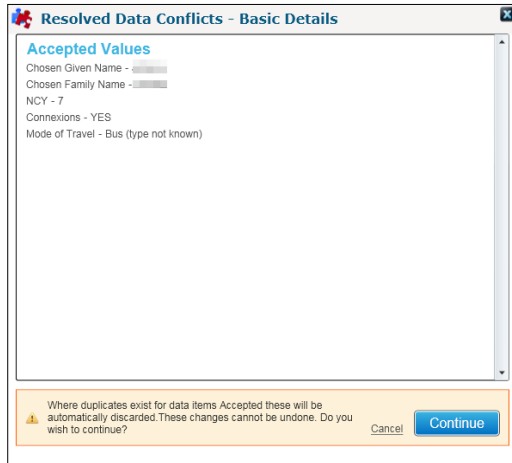 Resolved Data Conflicts - Basic Details
Accepted Values
Chosen Given Name -
Chosen Family Name -
NCY - 7
Connexions - YES
Mode of Travel - Bus (type not known)
Where duplicates exist for data items Accepted these will be
automatically discarded.These changes cannot be undone. Do you
wish to continue?
Cancel
Continue